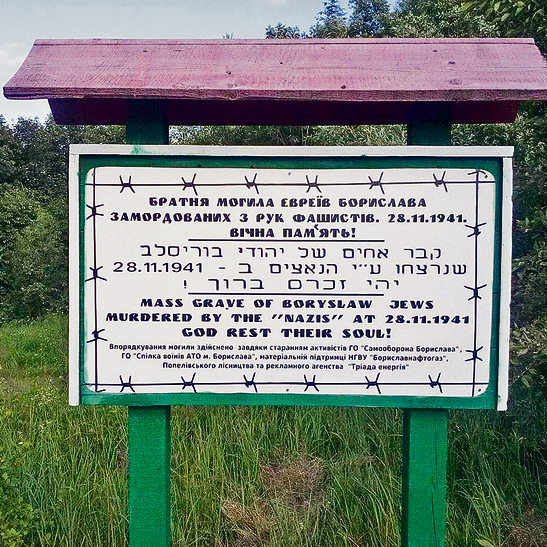 БРАТНЯ МОГИЛА ЕВРЕЇВ БОРИСЛАВА
ЗАМОРДОВАНИХ З РУК ФАШИСТІВ. 28.11.1941.
ВІЧНА ПАМ'ЯТЬ!
קבר אחים של יהודי בוריסלב
שנרצחו ע״י הנאצים ב - 28.11.1941
יהי זכרם ברוך !
MASS GRAVE OF BORYSLAW JEWS
MURDERED BY THE "NAZIS" AT 28.11.1941
GOD REST THEIR SOUL!
Впорядкування могили здійснено завдяки старанням активістів ГО "Самооборона Борислава",
ГО "Спілка воїнів АТО м. Борислава", матеріальній підтримці НГВУ "Бориславнафтогаз",
Попелівського лісництва та рекламного агенства "Тріада енергія"